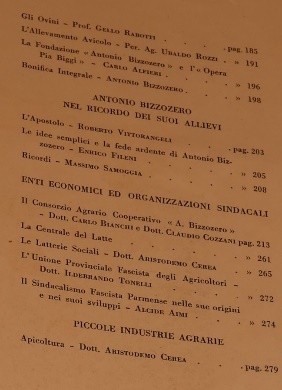 Gli Ovini - Prof. Gello Rabotti . . . . pag. 185
L'Allevamento Avicolo - Per. Ag. Ubaldo Rozzi . » 191
La Fondazione « Antonio Bizzozero » e l'« Opera
Pia Biggi » - Carlo Alfieri . . . . » 196
Bonifica Integrale - Antonio Bizzozero . . . » 198
ANTONIO BIZZOZERO
NEL RICORDO DEI SUOI ALLIEVI
L'Apostolo - Roberto Vittorangeli . . . pag. 203
Le idee semplici e la fede ardente di Antonio Biz-
zozero - Enrico Fileni . . . . » 205
Ricordi - Massimo Samoggia . . . . » 208
ENTI ECONOMICI ED ORGANIZZAZIONI SINDACALI
Il Consorzio Agrario Cooperativo « A. Bizzozero »
- Dott. Carlo Bianchi e Dott. Claudio Cozzani pag. 213
La Centrale del Latte . . . . » 261
Le Latterie Sociali - Dott. Aristodemo Cerea . » 265
L'Unione Provinciale Fascista degli Agricoltori -
Dott. Ildebrando Tonelli . . . . » 272
Il Sindacalismo Fascista Parmense nelle sue origini
e nei suoi sviluppi - Alcide Aimi . . . » 274
PICCOLE INDUSTRIE AGRARIE
Apicoltura - Dott. Aristodemo Cerea . . . pag. 279